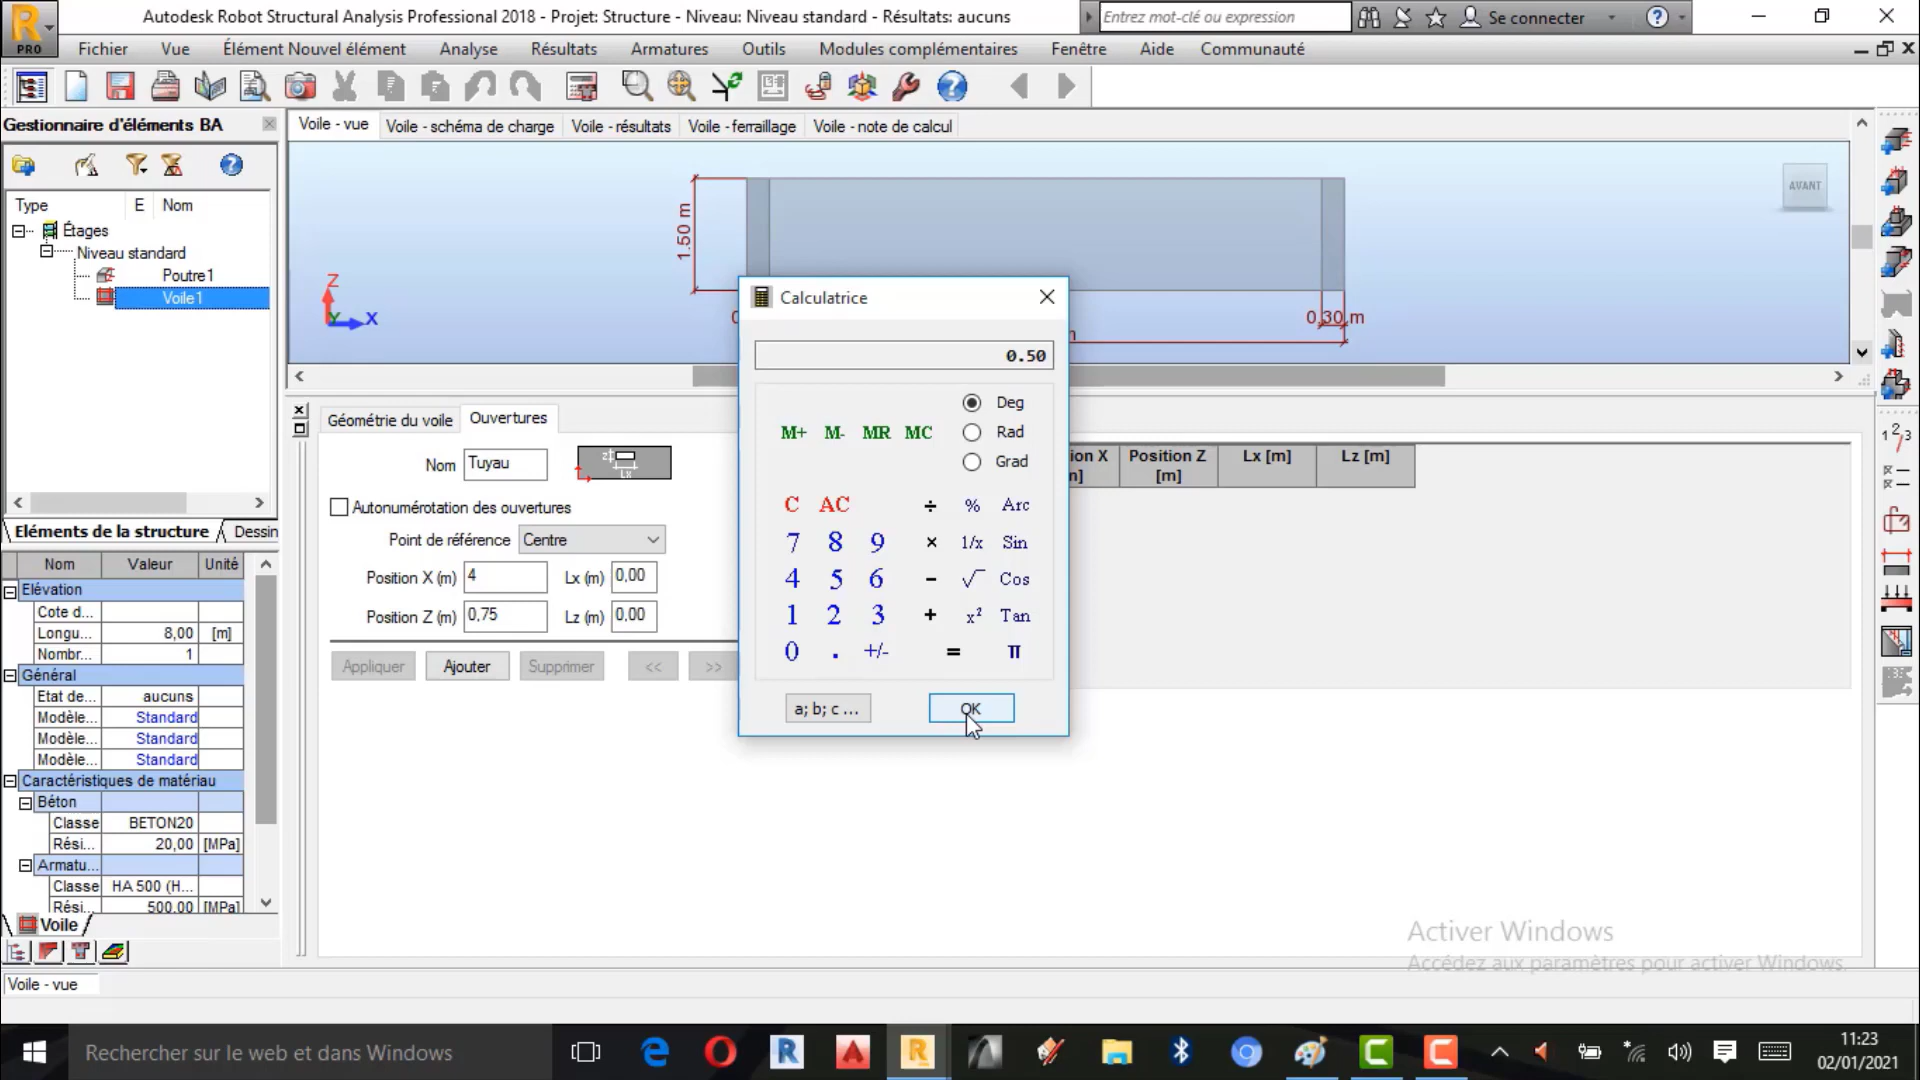 Autodesk Robot Structural Analysis Professional 2018 - Projet: Structure - Niveau: Niveau standard - Résultats: aucuns
Entrez mot-clé ou expression
Se connecter
PRO
Fichier Vue Élément Nouvel élément Analyse Résultats Armatures Outils Modules complémentaires Fenêtre Aide Communauté
Gestionnaire d'éléments BA
Voile - vue Voile - schéma de charge Voile - résultats Voile - ferraillage Voile - note de calcul
Type E Nom
Étages
Niveau standard
Poutre1
Voile1
1.50 m
AVANT
Z
Y X
0.30 m
Calculatrice
0.50
Deg
M+ M- MR MC Rad
Grad
C AC ÷ % Arc
7 8 9 × 1/x Sin
4 5 6 - √ Cos
1 2 3 + x² Tan
0 . +/- = π
a; b; c ... OK
Géométrie du voile Ouvertures
Nom Tuyau
Z Lx
Autonumérotation des ouvertures
Point de référence Centre
Position X (m) 4 Lx (m) 0,00
Position Z (m) 0,75 Lz (m) 0,00
Appliquer Ajouter Supprimer << >>
Position Z [m] Lx [m] Lz [m]
Eléments de la structure Dessin
Nom Valeur Unité
Elévation
Cote d...
Longu... 8,00 [m]
Nombr... 1
Général
Etat de... aucuns
Modèle... Standard
Modèle... Standard
Modèle... Standard
Caractéristiques de matériau
Béton
Classe BETON20
Rési... 20,00 [MPa]
Armatu...
Classe HA 500 (H...
Rési... 500,00 [MPa]
Voile
Voile - vue
Activer Windows
Accédez aux paramètres pour activer Windows.
Rechercher sur le web et dans Windows
11:23
02/01/2021